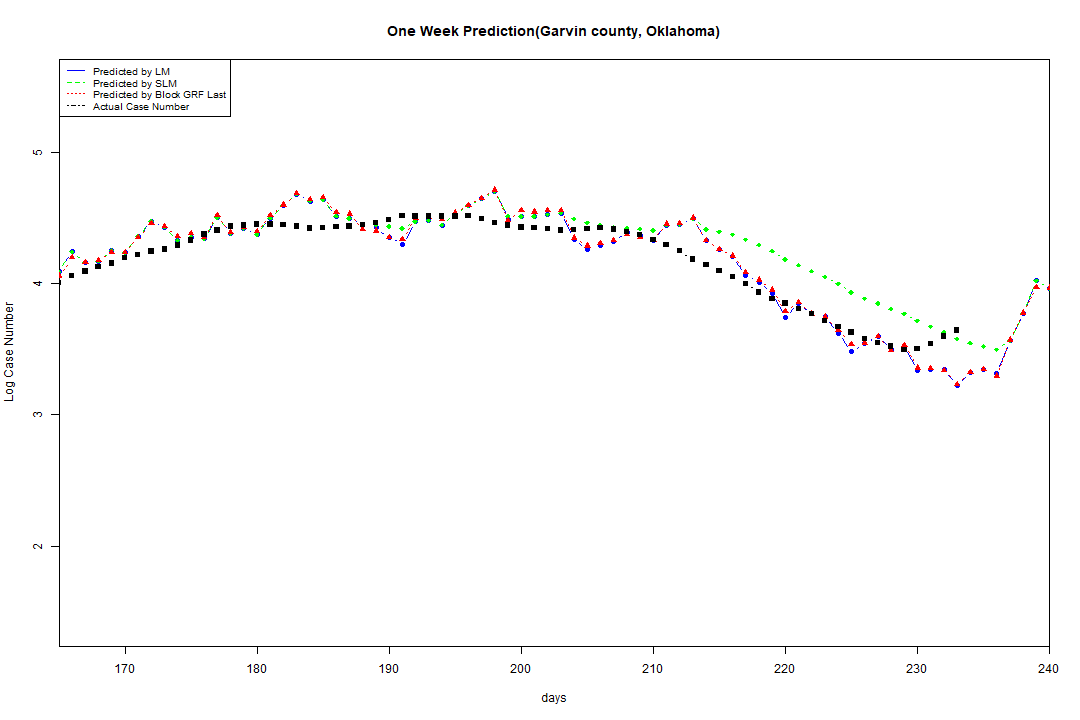 One Week Prediction(Garvin county, Oklahoma)
Predicted by LM
Predicted by SLM
Predicted by Block GRF Last
Actual Case Number
5
4
3
2
Log Case Number
170 180 190 200 210 220 230 240
days